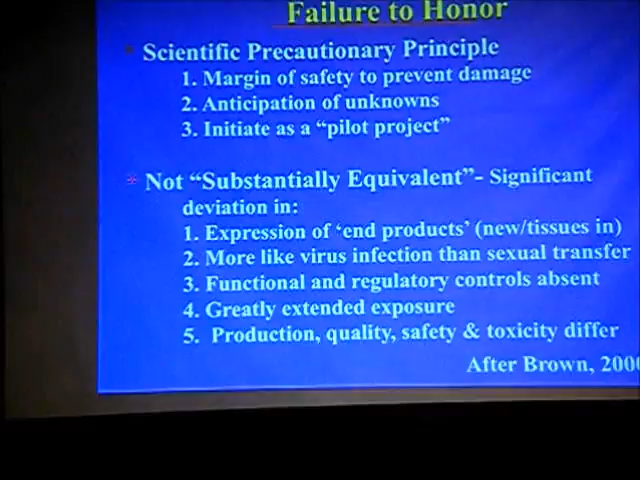 Failure to Honor
* Scientific Precautionary Principle
1. Margin of safety to prevent damage
2. Anticipation of unknowns
3. Initiate as a “pilot project”
* Not “Substantially Equivalent”- Significant
deviation in:
1. Expression of ‘end products’ (new/tissues in)
2. More like virus infection than sexual transfer
3. Functional and regulatory controls absent
4. Greatly extended exposure
5. Production, quality, safety & toxicity differ
After Brown, 2000